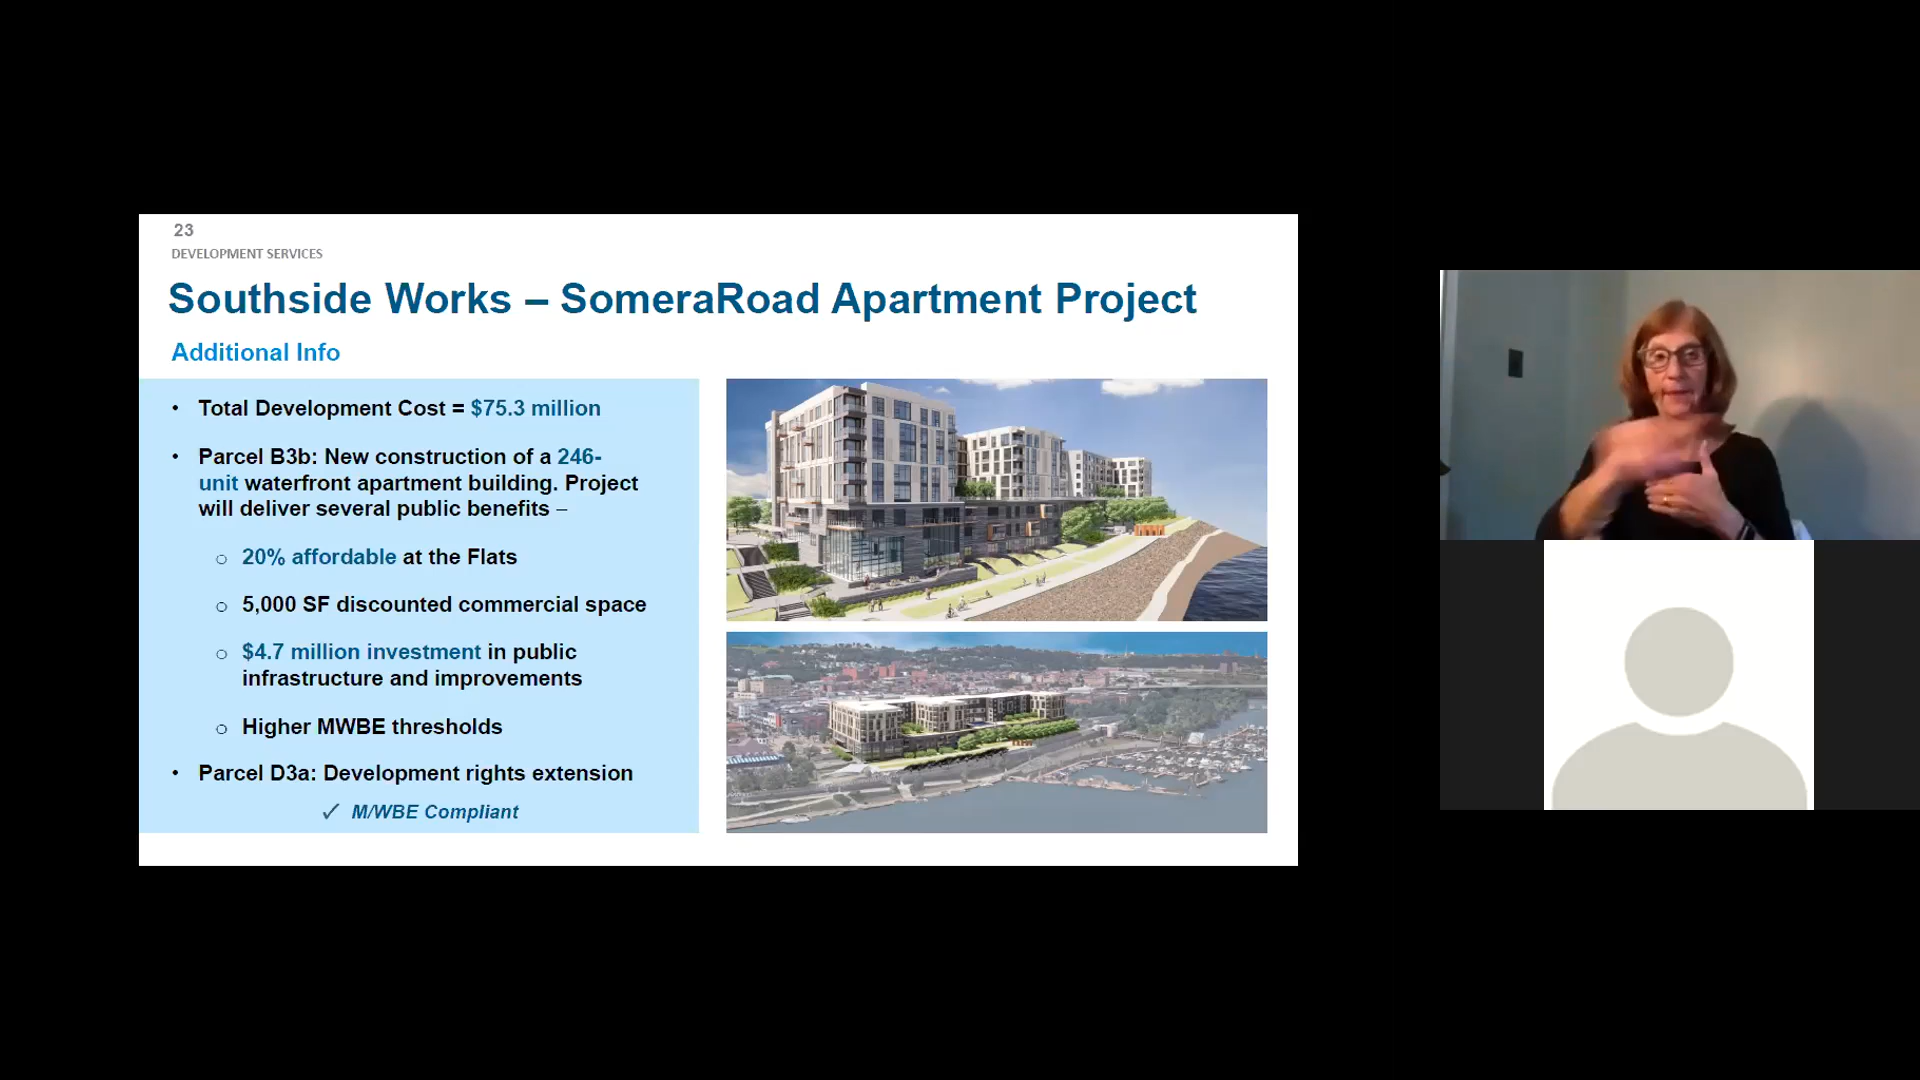 23
DEVELOPMENT SERVICES
Southside Works – SomeraRoad Apartment Project
Additional Info
• Total Development Cost = $75.3 million
• Parcel B3b: New construction of a 246-
unit waterfront apartment building. Project
will deliver several public benefits –
○ 20% affordable at the Flats
○ 5,000 SF discounted commercial space
○ $4.7 million investment in public
infrastructure and improvements
○ Higher MWBE thresholds
• Parcel D3a: Development rights extension
✓ M/WBE Compliant